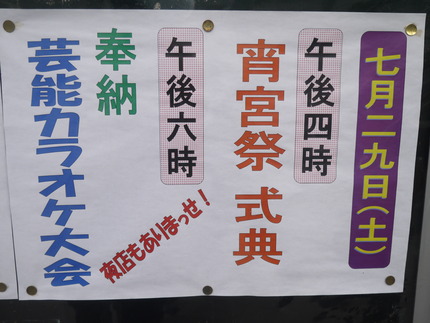 七月二九日(土)
午後四時
宵宮祭 式典
午後六時
奉納
芸能カラオケ大会
夜店もありまっせ!